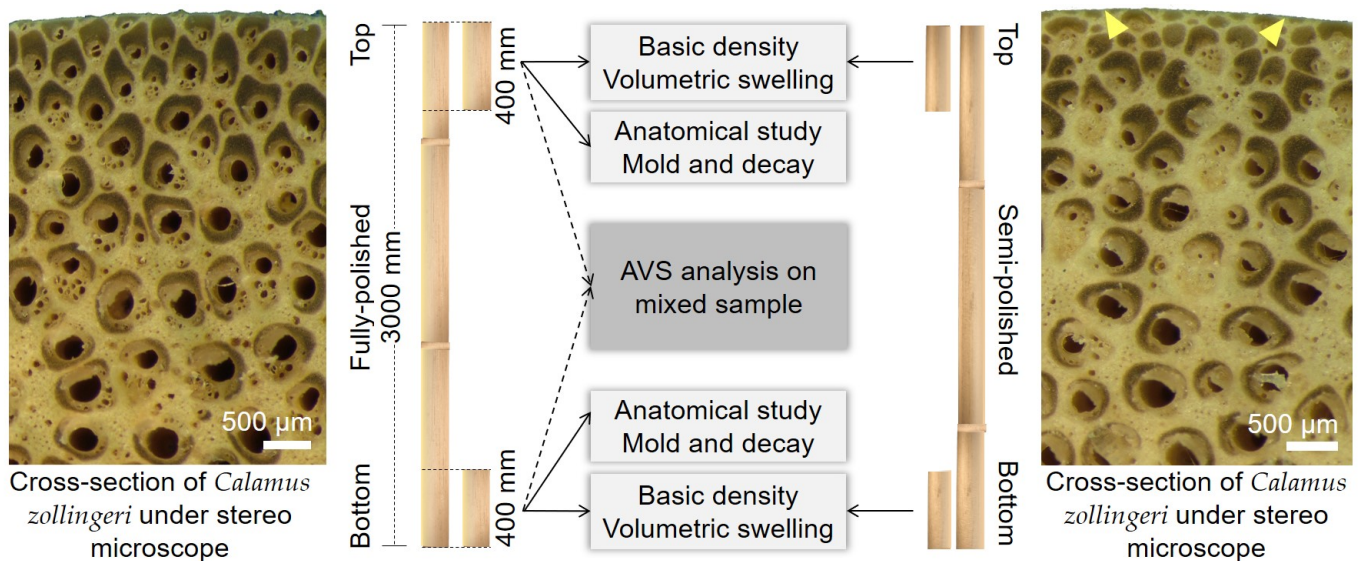 500 µm
Cross-section of Calamus
zollingeri under stereo
microscope
Top
Fully-polished
Bottom
3000 mm
400 mm
400 mm
Basic density
Volumetric swelling
Anatomical study
Mold and decay
AVS analysis on
mixed sample
Anatomical study
Mold and decay
Basic density
Volumetric swelling
Top
Semi-polished
Bottom
500 µm
Cross-section of Calamus
zollingeri under stereo
microscope